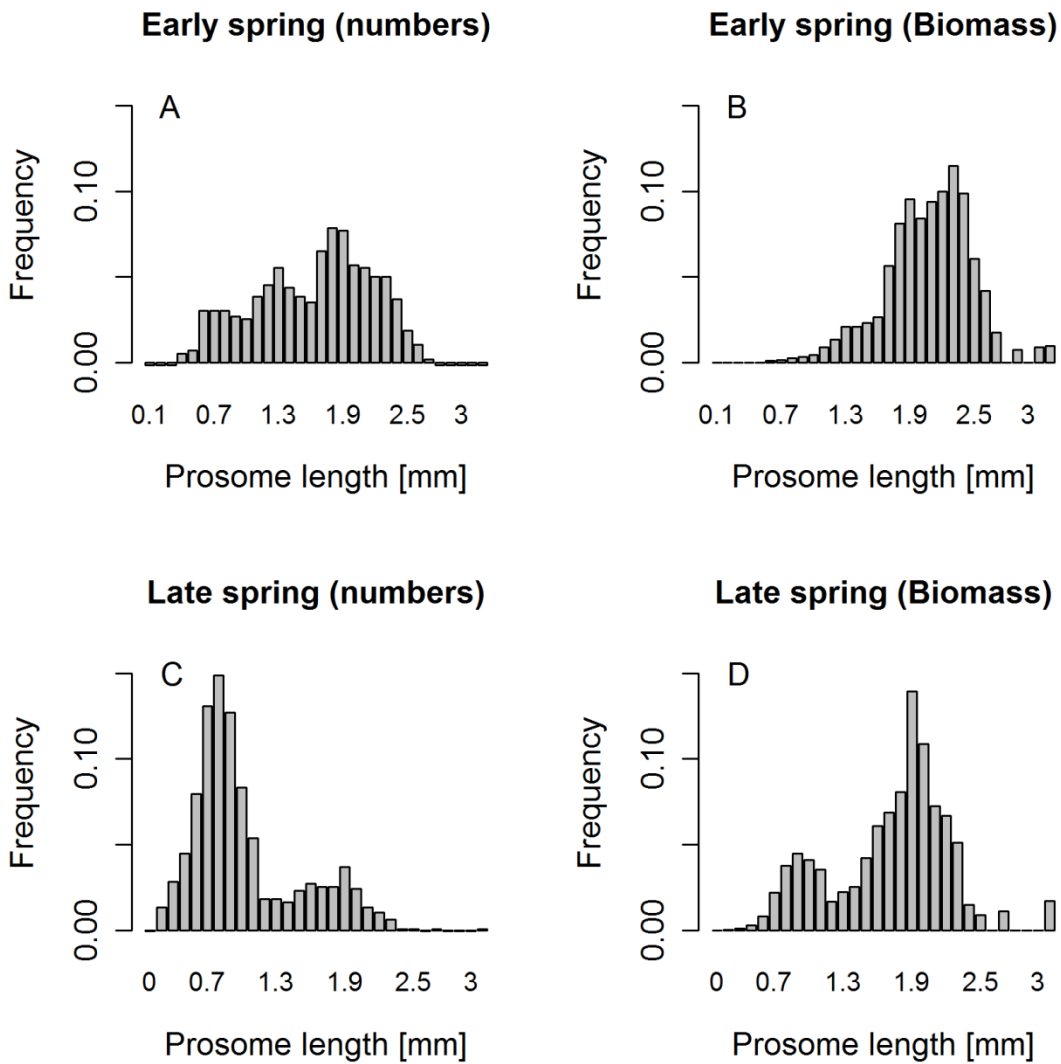 Early spring (numbers)
A
Frequency
0.00 0.10
0.1 0.7 1.3 1.9 2.5 3
Prosome length [mm]
Early spring (Biomass)
B
Frequency
0.00 0.10
0.1 0.7 1.3 1.9 2.5 3
Prosome length [mm]
Late spring (numbers)
C
Frequency
0.00 0.10
0 0.7 1.3 1.9 2.5 3
Prosome length [mm]
Late spring (Biomass)
D
Frequency
0.00 0.10
0 0.7 1.3 1.9 2.5 3
Prosome length [mm]